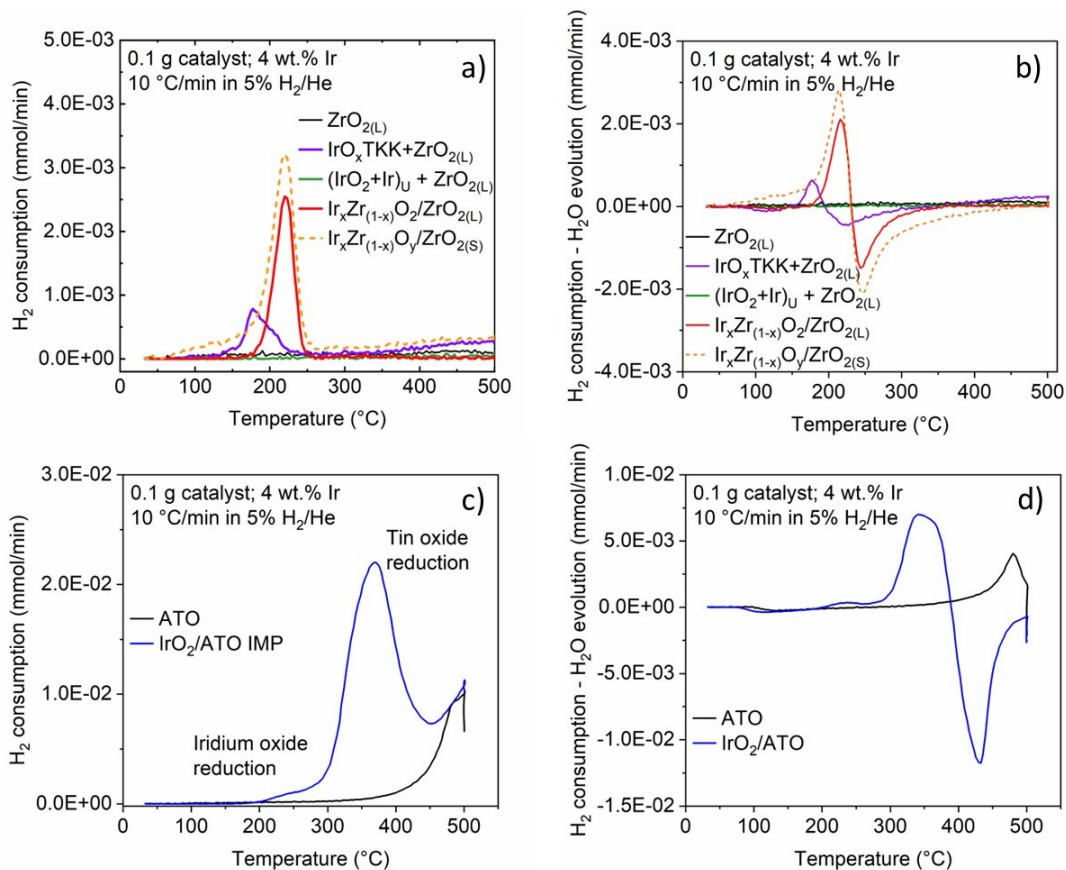 a)
0.1 g catalyst; 4 wt.% Ir
10 °C/min in 5% H₂/He
ZrO₂₍L₎
IrOₓTKK+ZrO₂₍L₎
(IrO₂+Ir)U + ZrO₂₍L₎
IrₓZr₍₁₋ₓ₎O₂/ZrO₂₍L₎
IrₓZr₍₁₋ₓ₎Oy/ZrO₂₍S₎
H₂ consumption (mmol/min)
5.0E-03
4.0E-03
3.0E-03
2.0E-03
1.0E-03
0.0E+00
0 100 200 300 400 500
Temperature (°C)
b)
0.1 g catalyst; 4 wt.% Ir
10 °C/min in 5% H₂/He
ZrO₂₍L₎
IrOₓTKK+ZrO₂₍L₎
(IrO₂+Ir)U + ZrO₂₍L₎
IrₓZr₍₁₋ₓ₎O₂/ZrO₂₍L₎
IrₓZr₍₁₋ₓ₎Oy/ZrO₂₍S₎
H₂ consumption - H₂O evolution (mmol/min)
4.0E-03
2.0E-03
0.0E+00
-2.0E-03
-4.0E-03
0 100 200 300 400 500
Temperature (°C)
c)
0.1 g catalyst; 4 wt.% Ir
10 °C/min in 5% H₂/He
Tin oxide
reduction
ATO
IrO₂/ATO IMP
Iridium oxide
reduction
H₂ consumption (mmol/min)
3.0E-02
2.0E-02
1.0E-02
0.0E+00
0 100 200 300 400 500
Temperature (°C)
d)
0.1 g catalyst; 4 wt.% Ir
10 °C/min in 5% H₂/He
ATO
IrO₂/ATO
H₂ consumption - H₂O evolution (mmol/min)
1.0E-02
5.0E-03
0.0E+00
-5.0E-03
-1.0E-02
-1.5E-02
0 100 200 300 400 500
Temperature (°C)